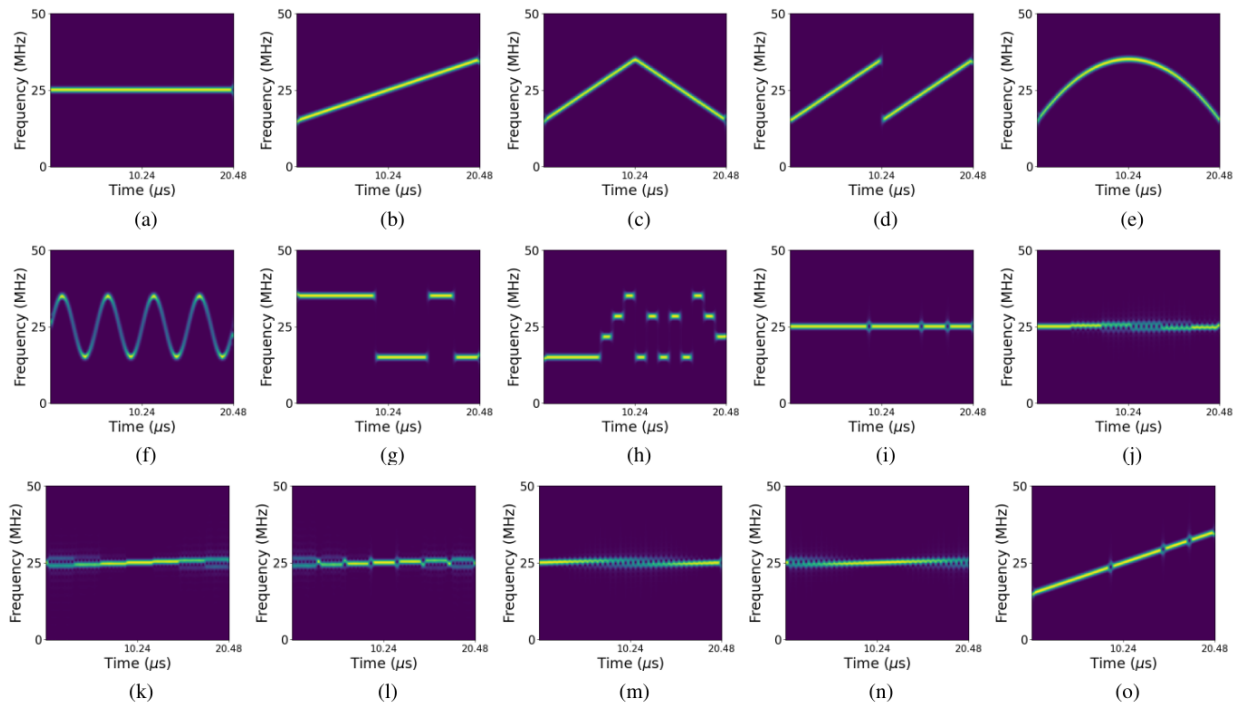 50 50 50 50 50
Frequency (MHz) Frequency (MHz) Frequency (MHz) Frequency (MHz) Frequency (MHz)
25 25 25 25 25
0 0 0 0 0
10.24 20.48 10.24 20.48 10.24 20.48 10.24 20.48 10.24 20.48
Time (μs) Time (μs) Time (μs) Time (μs) Time (μs)
(a) (b) (c) (d) (e)
50 50 50 50 50
Frequency (MHz) Frequency (MHz) Frequency (MHz) Frequency (MHz) Frequency (MHz)
25 25 25 25 25
0 0 0 0 0
10.24 20.48 10.24 20.48 10.24 20.48 10.24 20.48 10.24 20.48
Time (μs) Time (μs) Time (μs) Time (μs) Time (μs)
(f) (g) (h) (i) (j)
50 50 50 50 50
Frequency (MHz) Frequency (MHz) Frequency (MHz) Frequency (MHz) Frequency (MHz)
25 25 25 25 25
0 0 0 0 0
10.24 20.48 10.24 20.48 10.24 20.48 10.24 20.48 10.24 20.48
Time (μs) Time (μs) Time (μs) Time (μs) Time (μs)
(k) (l) (m) (n) (o)